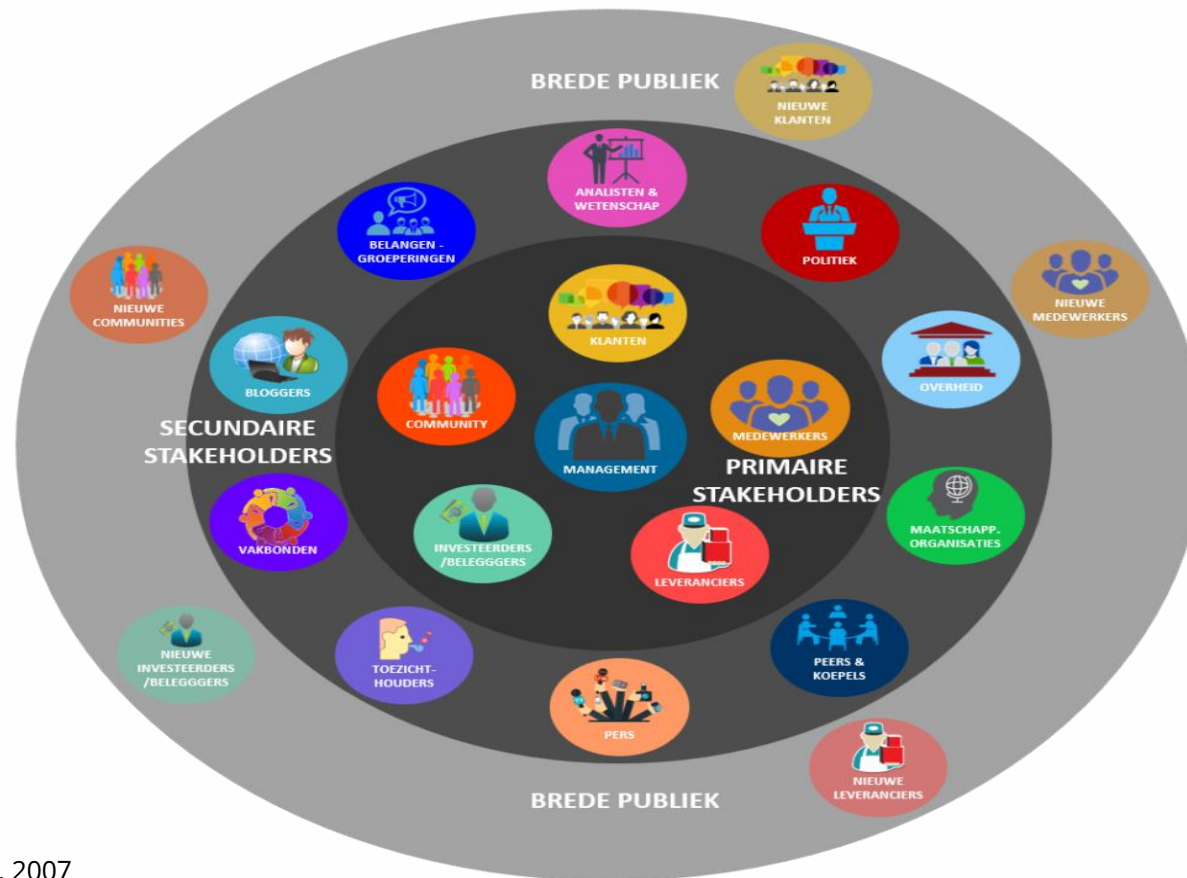 BREDE PUBLIEK
NIEUWE
KLANTEN
ANALISTEN &
WETENSCHAP
BELANGEN -
GROEPERINGEN
POLITIEK
NIEUWE
COMMUNITIES
NIEUWE
MEDEWERKERS
KLANTEN
BLOGGERS
OVERHEID
COMMUNITY
MEDEWERKERS
SECUNDAIRE
STAKEHOLDERS
MANAGEMENT
PRIMAIRE
STAKEHOLDERS
VAKBONDEN
INVESTEERDERS
/BELEGGGERS
LEVERANCIERS
MAATSCHAPP.
ORGANISATIES
NIEUWE
INVESTEERDERS
/BELEGGGERS
TOEZICHT-
HOUDERS
PEERS &
KOEPELS
PERS
NIEUWE
LEVERANCIERS
BREDE PUBLIEK
2007